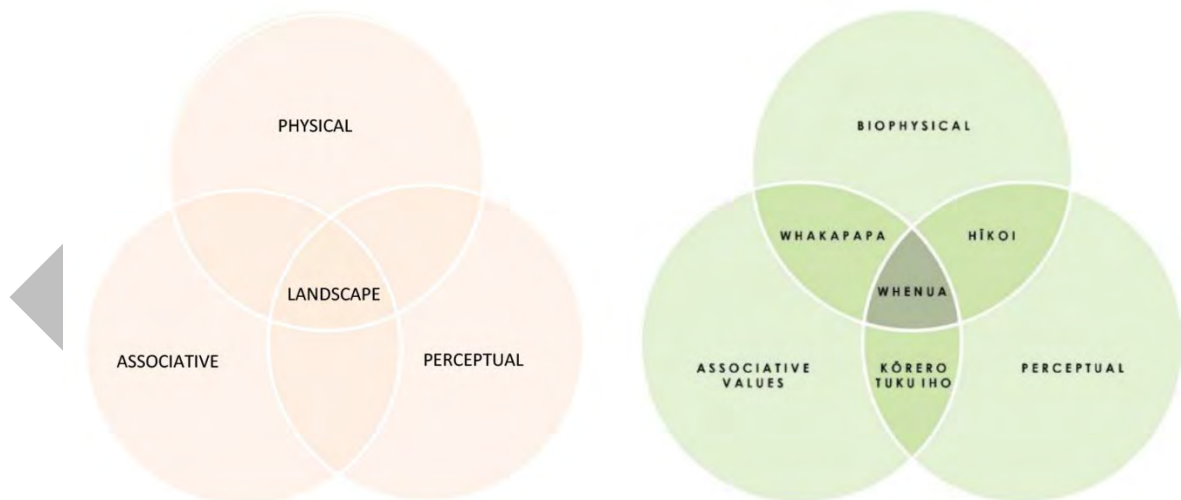 PHYSICAL
LANDSCAPE
ASSOCIATIVE
PERCEPTUAL
BIOPHYSICAL
WHAKAPAPA
HĪKOI
WHENUA
ASSOCIATIVE
VALUES
KŌRERO
TUKU IHO
PERCEPTUAL